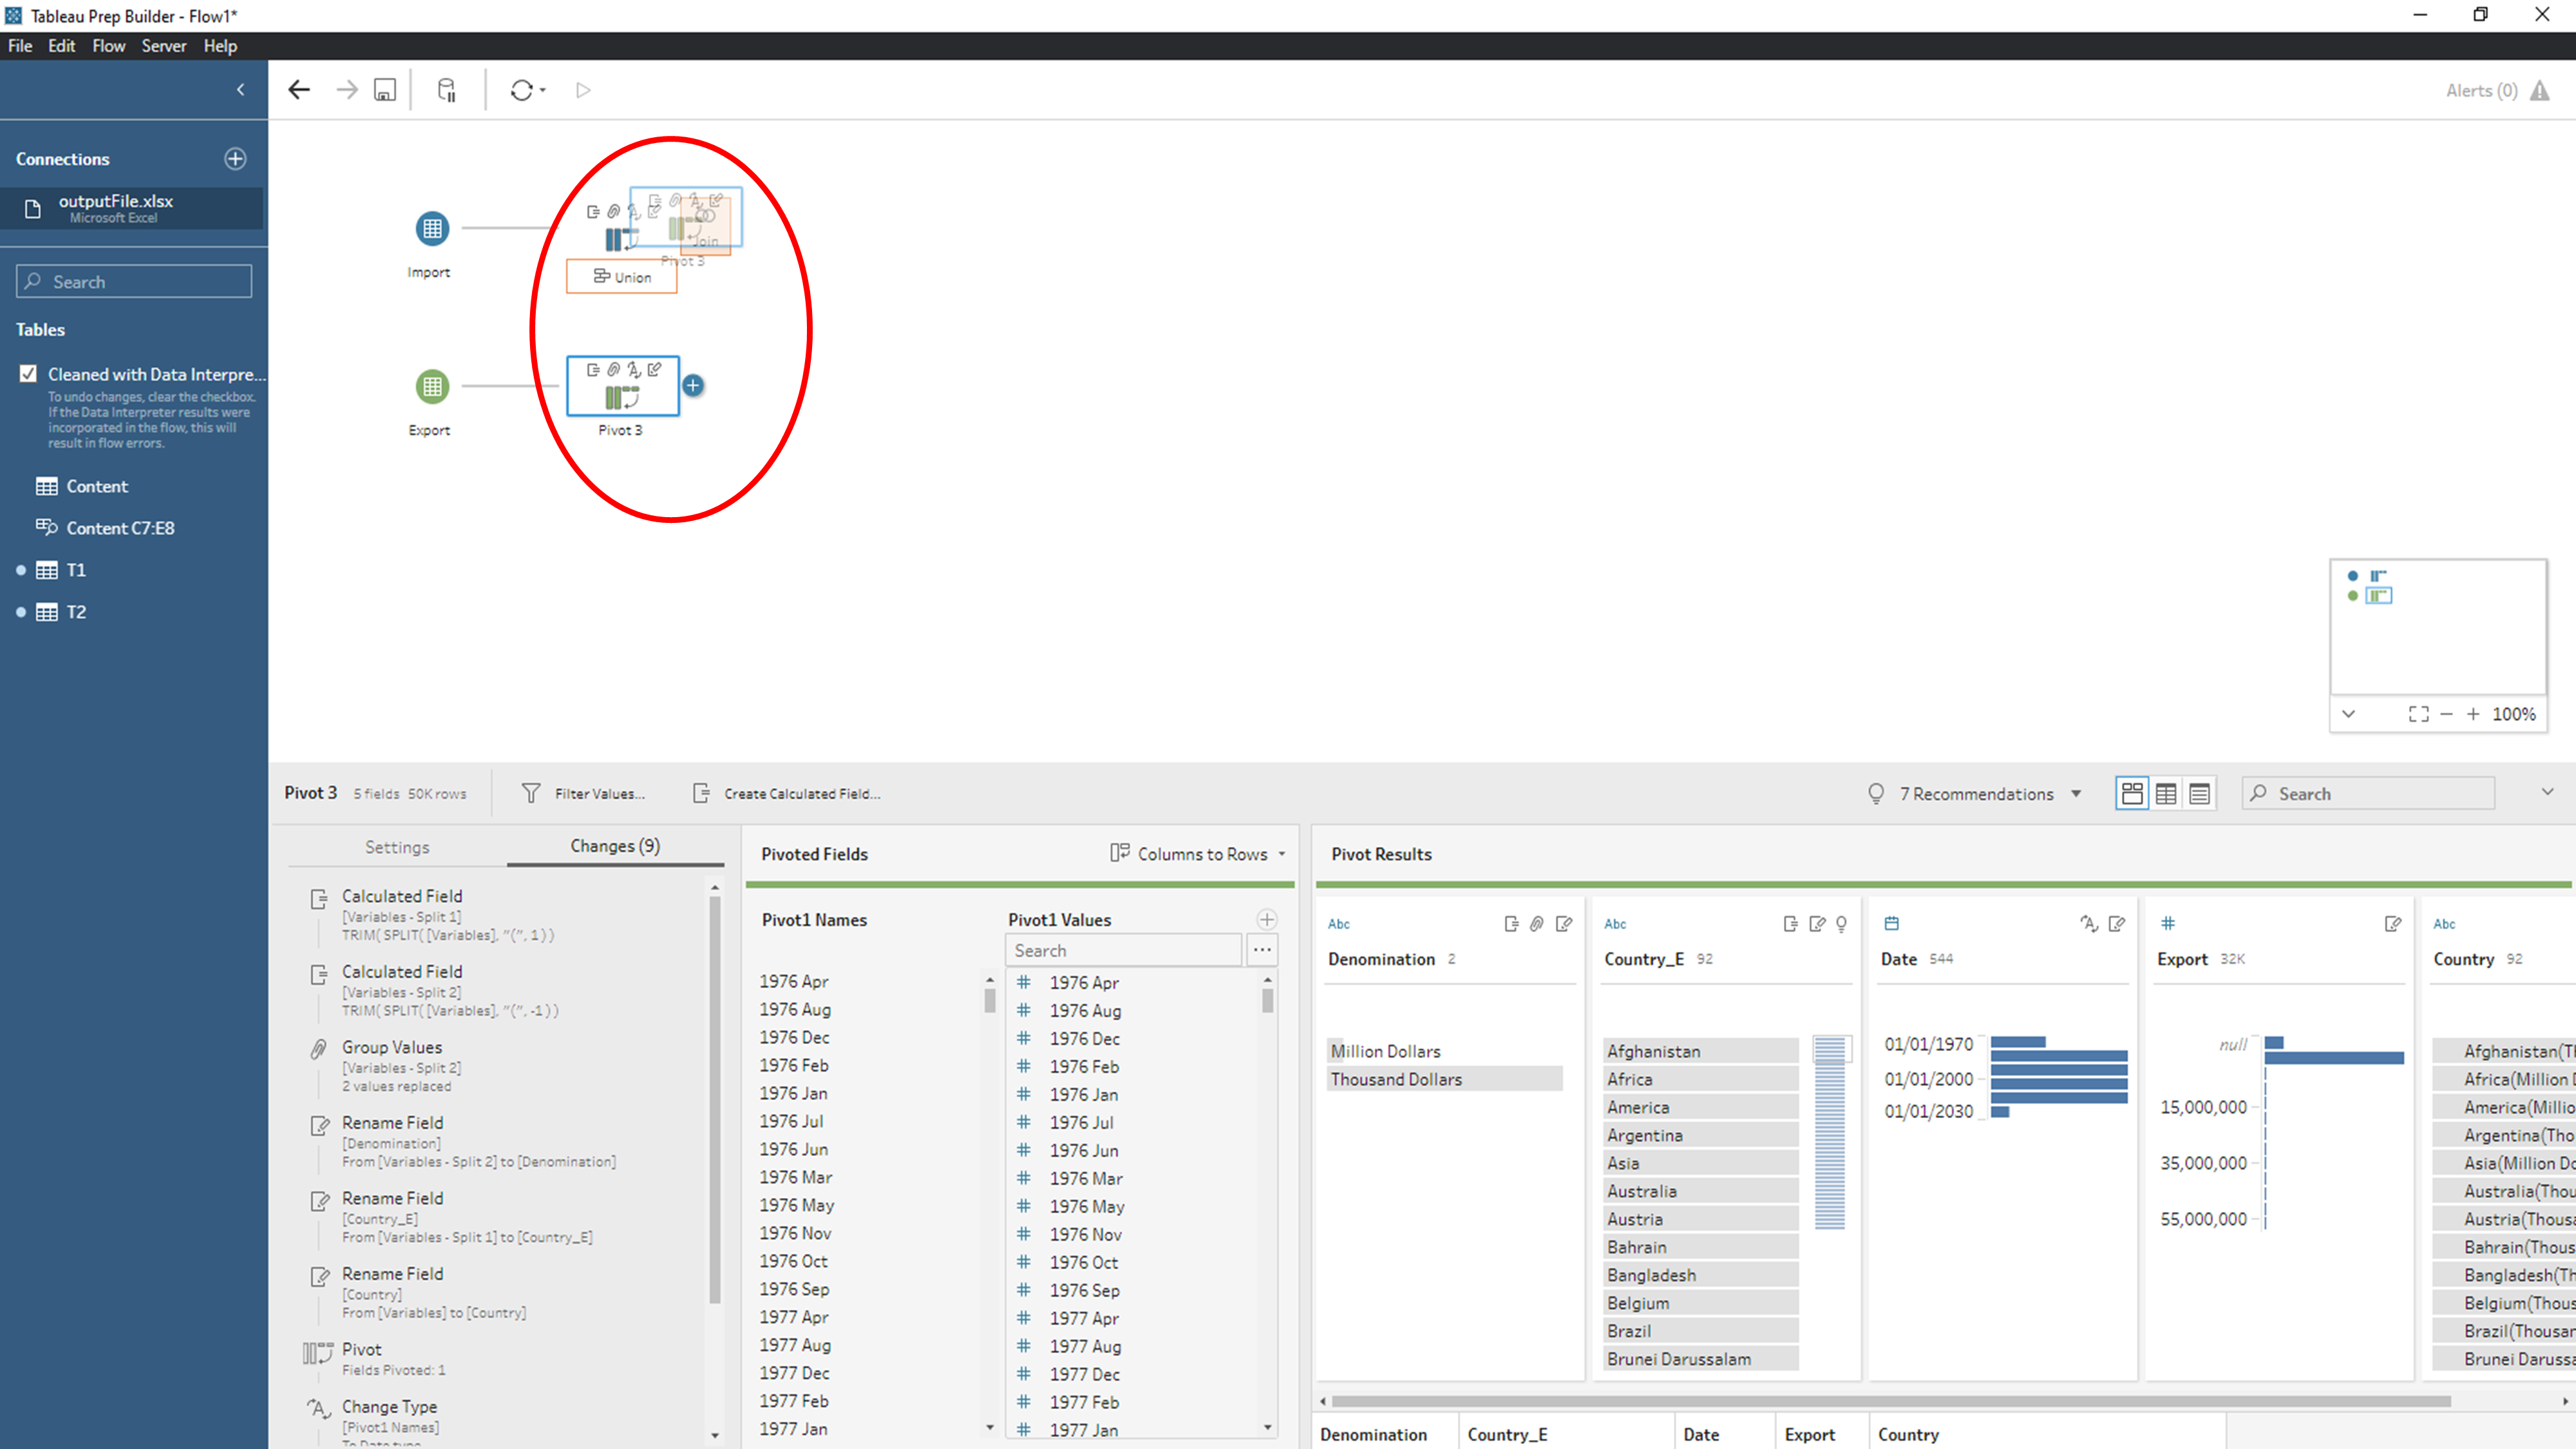 Tableau Prep Builder - Flow1*
File Edit Flow Server Help
Alerts (0)
Connections
outputFile.xlsx
Microsoft Excel
Search
Tables
Cleaned with Data Interpre...
To undo changes, clear the checkbox.
If the Data Interpreter results were
incorporated in the flow, this will
result in flow errors.
Content
Content C7:E8
T1
T2
Import
Join
Pivot 3
Union
Export
Pivot 3
100%
Pivot 3 5 fields 50K rows
Filter Values...
Create Calculated Field...
7 Recommendations
Search
Settings
Changes (9)
Calculated Field
[Variables - Split 1]
TRIM( SPLIT( [Variables], "(", 1 ) )
Calculated Field
[Variables - Split 2]
TRIM( SPLIT( [Variables], "(", -1 ) )
Group Values
[Variables - Split 2]
2 values replaced
Rename Field
[Denomination]
From [Variables - Split 2] to [Denomination]
Rename Field
[Country_E]
From [Variables - Split 1] to [Country_E]
Rename Field
[Country]
From [Variables] to [Country]
Pivot
Fields Pivoted: 1
Change Type
[Pivot1 Names]
To Date type
Pivoted Fields
Columns to Rows
Pivot1 Names
1976 Apr
1976 Aug
1976 Dec
1976 Feb
1976 Jan
1976 Jul
1976 Jun
1976 Mar
1976 May
1976 Nov
1976 Oct
1976 Sep
1977 Apr
1977 Aug
1977 Dec
1977 Feb
1977 Jan
Pivot1 Values
Search
...
# 1976 Apr
# 1976 Aug
# 1976 Dec
# 1976 Feb
# 1976 Jan
# 1976 Jul
# 1976 Jun
# 1976 Mar
# 1976 May
# 1976 Nov
# 1976 Oct
# 1976 Sep
# 1977 Apr
# 1977 Aug
# 1977 Dec
# 1977 Feb
# 1977 Jan
Pivot Results
Abc
Denomination 2
Million Dollars
Thousand Dollars
Abc
Country_E 92
Afghanistan
Africa
America
Argentina
Asia
Australia
Austria
Bahrain
Bangladesh
Belgium
Brazil
Brunei Darussalam
Date 544
01/01/1970
01/01/2000
01/01/2030
#
Export 32K
null
15,000,000
35,000,000
55,000,000
Abc
Country 92
Afghanistan(T
Africa(Million
America(Millio
Argentina(Tho
Asia(Million Do
Australia(Thou
Austria(Thousa
Bahrain(Thous
Bangladesh(Th
Belgium(Thous
Brazil(Thousan
Brunei Darussa
Denomination Country_E Date Export Country